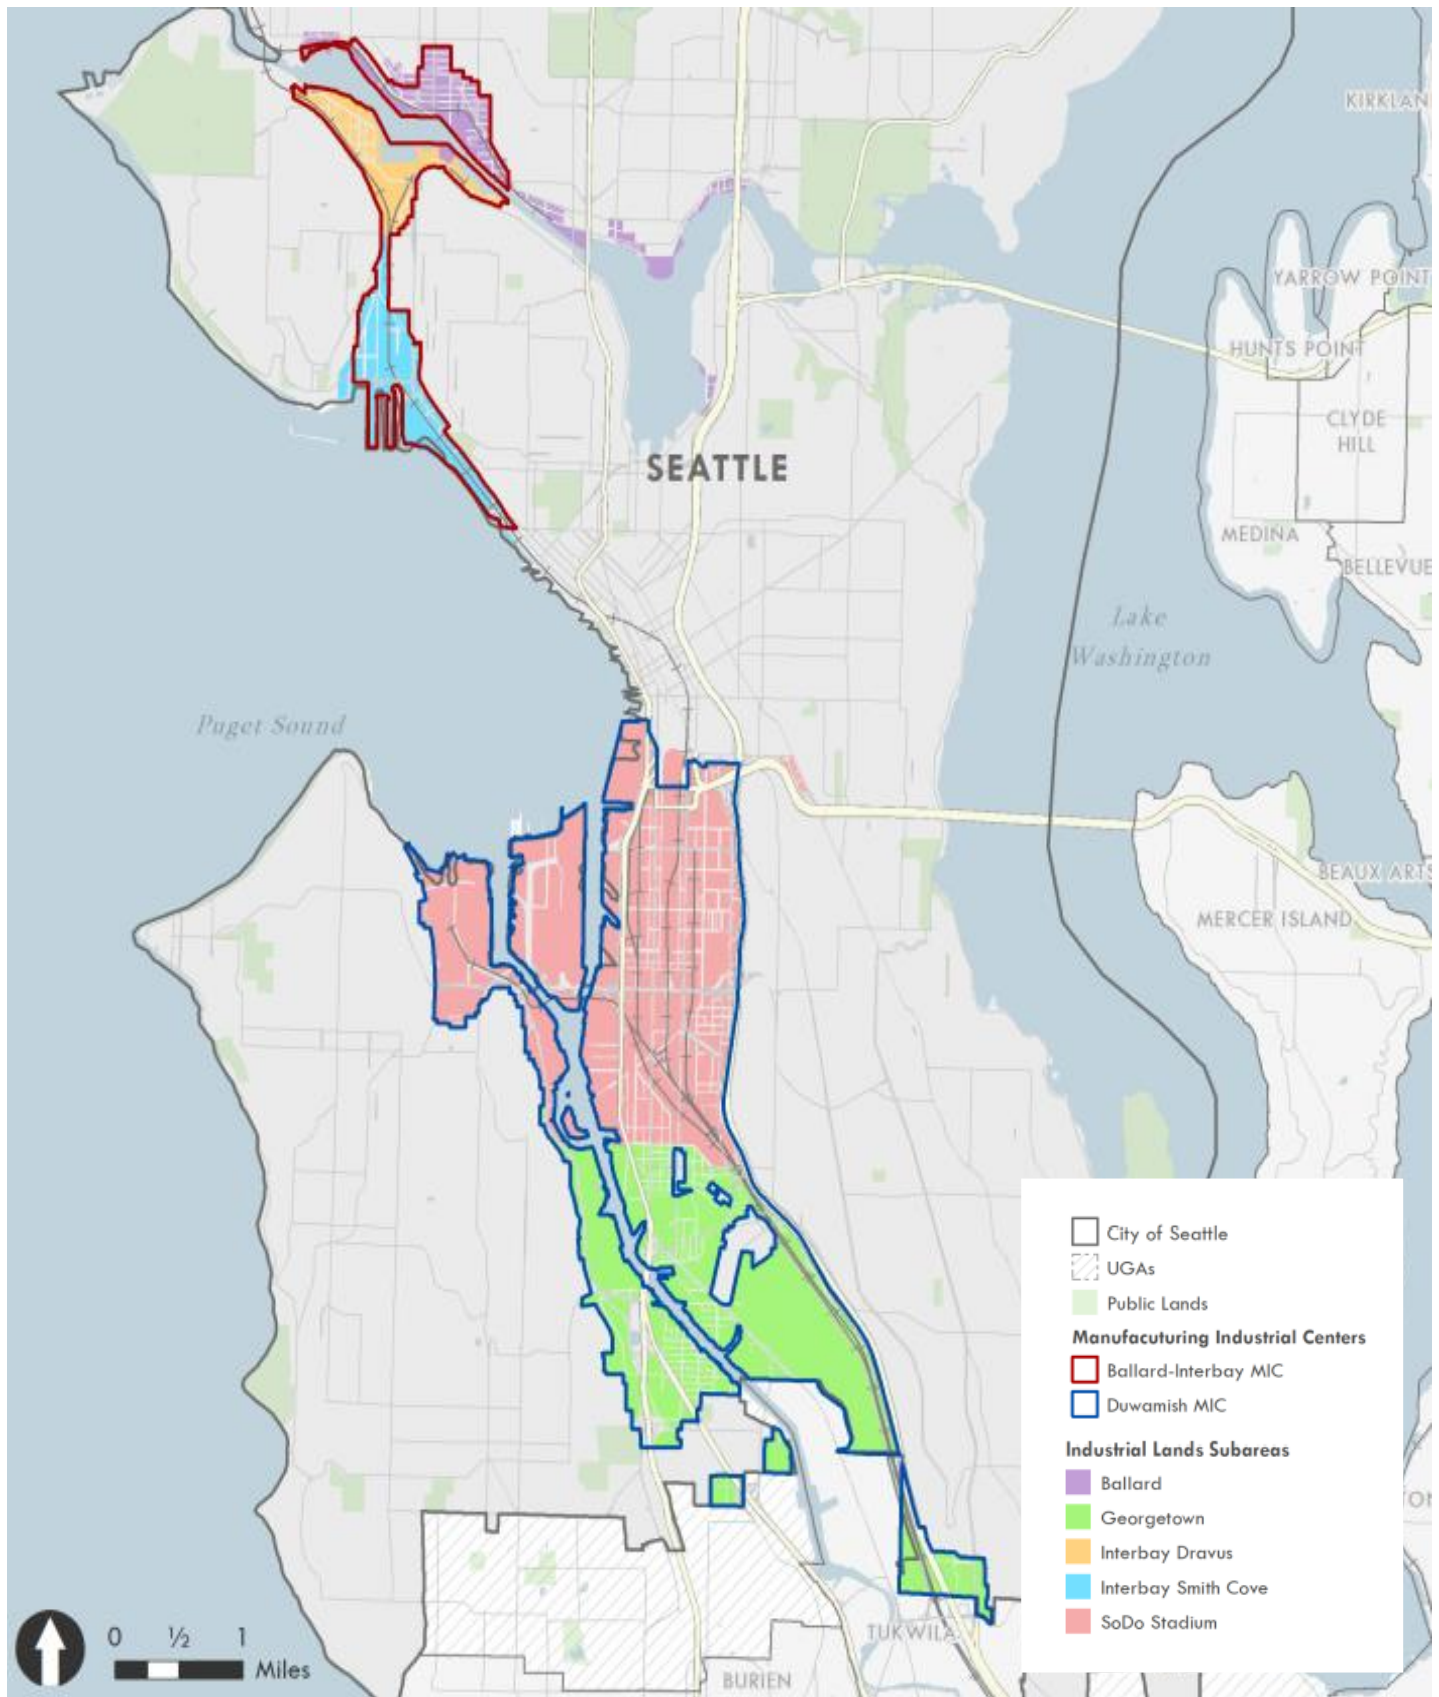 KIRKLAN
YARROW POINT
HUNTS POINT
CLYDE
HILL
SEATTLE
MEDINA
BELLEVUE
Lake
Washington
Puget Sound
BEAUX ARTS
MERCER ISLAND
City of Seattle
UGAs
Public Lands
Manufacuturing Industrial Centers
Ballard-Interbay MIC
Duwamish MIC
Industrial Lands Subareas
Ballard
Georgetown
Interbay Dravus
Interbay Smith Cove
SoDo Stadium
TUKWILA
BURIEN
0 ½ 1
Miles